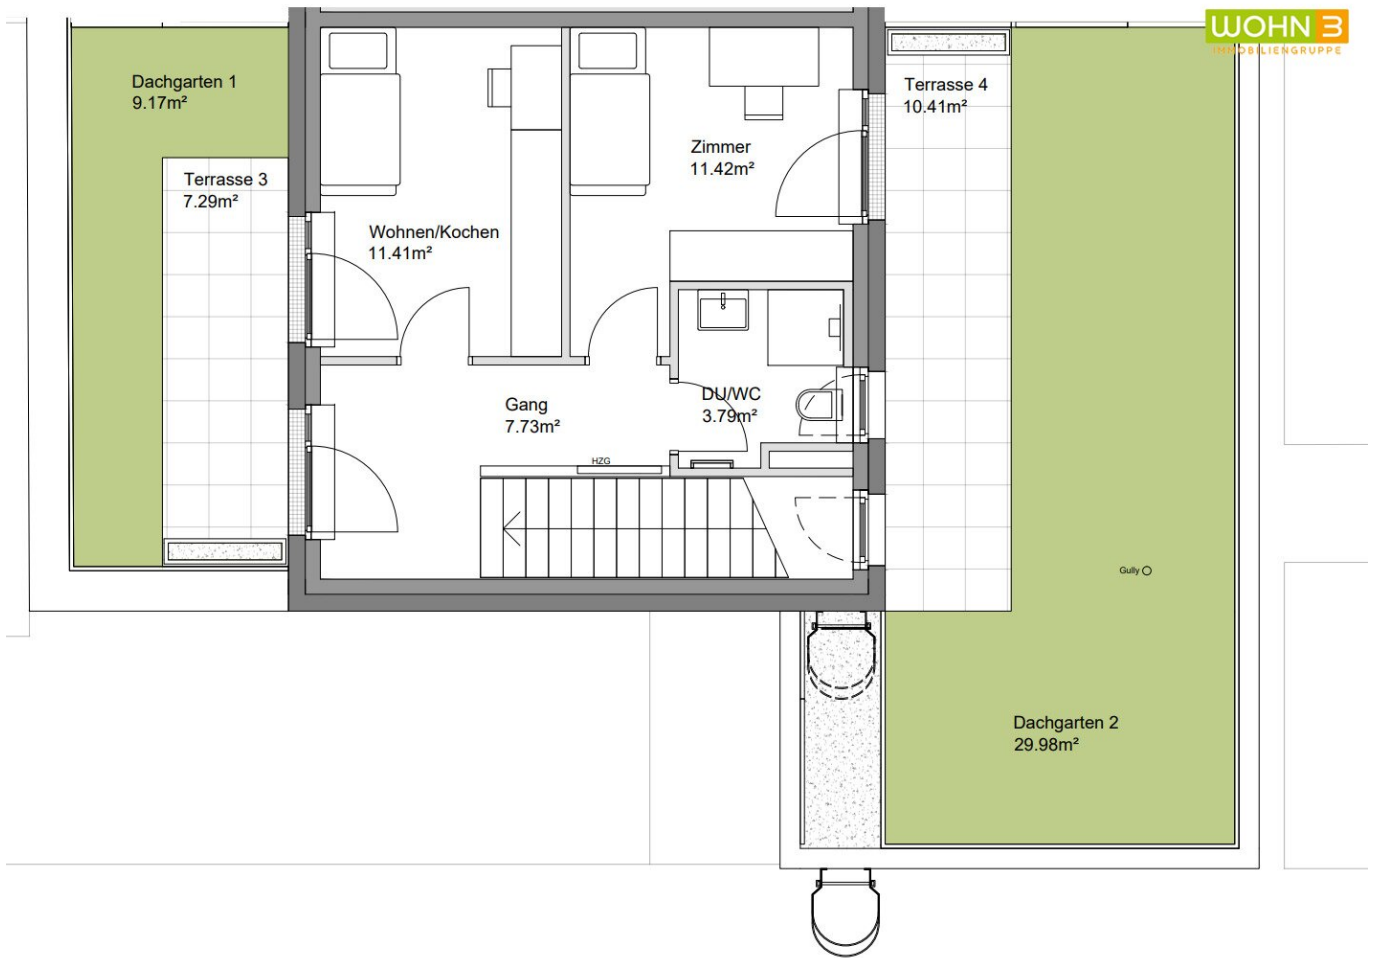 WOHN 3
IMMOBILIENGRUPPE
Dachgarten 1
9.17m²
Terrasse 4
10.41m²
Zimmer
11.42m²
Terrasse 3
7.29m²
Wohnen/Kochen
11.41m²
DU/WC
3.79m²
Gang
7.73m²
HZG
Gully
Dachgarten 2
29.98m²